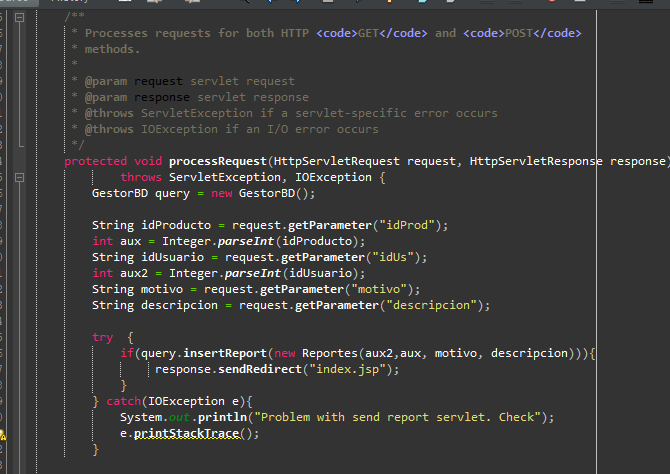 /**
* Processes requests for both HTTP <code>GET</code> and <code>POST</code>
* methods.
*
* @param request servlet request
* @param response servlet response
* @throws ServletException if a servlet-specific error occurs
* @throws IOException if an I/O error occurs
*/
protected void processRequest(HttpServletRequest request, HttpServletResponse response)
throws ServletException, IOException {
GestorBD query = new GestorBD();
String idProducto = request.getParameter("idProd");
int aux = Integer.parseInt(idProducto);
String idUsuario = request.getParameter("idUs");
int aux2 = Integer.parseInt(idUsuario);
String motivo = request.getParameter("motivo");
String descripcion = request.getParameter("descripcion");
try {
if(query.insertReport(new Reportes(aux2,aux, motivo, descripcion))){
response.sendRedirect("index.jsp");
}
} catch(IOException e){
System.out.println("Problem with send report servlet. Check");
e.printStackTrace();
}